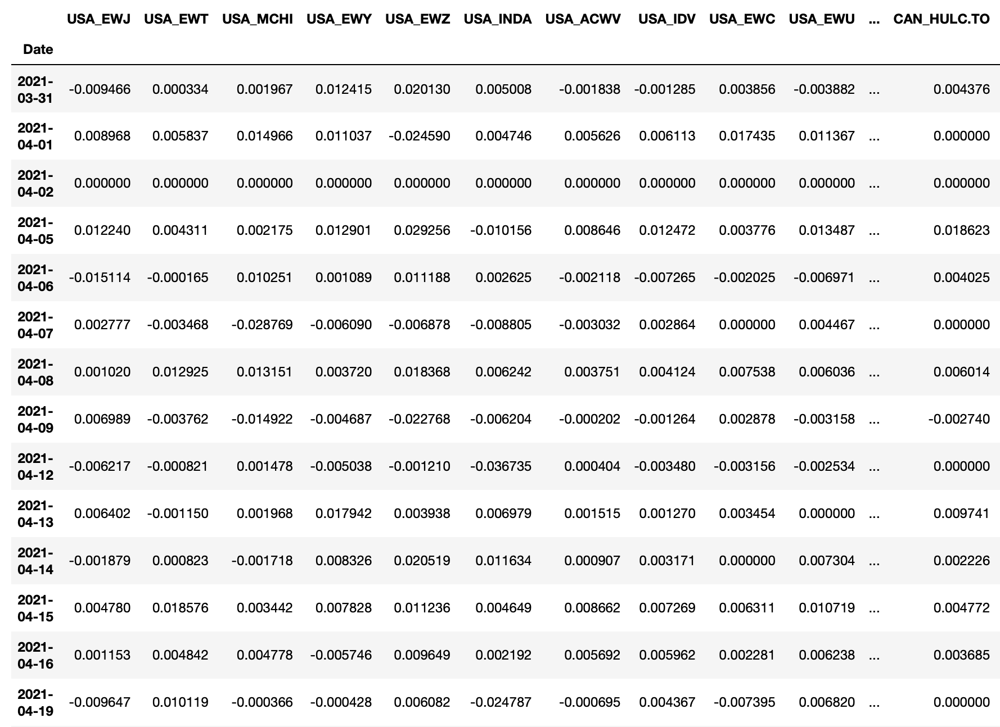 USA_EWJ USA_EWT USA_MCHI USA_EWY USA_EWZ USA_INDA USA_ACWV USA_IDV USA_EWC USA_EWU ... CAN_HULC.TO
Date
2021-
03-31 -0.009466 0.000334 0.001967 0.012415 0.020130 0.005008 -0.001838 -0.001285 0.003856 -0.003882 ... 0.004376
2021-
04-01 0.008968 0.005837 0.014966 0.011037 -0.024590 0.004746 0.005626 0.006113 0.017435 0.011367 ... 0.000000
2021-
04-02 0.000000 0.000000 0.000000 0.000000 0.000000 0.000000 0.000000 0.000000 0.000000 0.000000 ... 0.000000
2021-
04-05 0.012240 0.004311 0.002175 0.012901 0.029256 -0.010156 0.008646 0.012472 0.003776 0.013487 ... 0.018623
2021-
04-06 -0.015114 -0.000165 0.010251 0.001089 0.011188 0.002625 -0.002118 -0.007265 -0.002025 -0.006971 ... 0.004025
2021-
04-07 0.002777 -0.003468 -0.028769 -0.006090 -0.006878 -0.008805 -0.003032 0.002864 0.000000 0.004467 ... 0.000000
2021-
04-08 0.001020 0.012925 0.013151 0.003720 0.018368 0.006242 0.003751 0.004124 0.007538 0.006036 ... 0.006014
2021-
04-09 0.006989 -0.003762 -0.014922 -0.004687 -0.022768 -0.006204 -0.000202 -0.001264 0.002878 -0.003158 ... -0.002740
2021-
04-12 -0.006217 -0.000821 0.001478 -0.005038 -0.001210 -0.036735 0.000404 -0.003480 -0.003156 -0.002534 ... 0.000000
2021-
04-13 0.006402 -0.001150 0.001968 0.017942 0.003938 0.006979 0.001515 0.001270 0.003454 0.000000 ... 0.009741
2021-
04-14 -0.001879 0.000823 -0.001718 0.008326 0.020519 0.011634 0.000907 0.003171 0.000000 0.007304 ... 0.002226
2021-
04-15 0.004780 0.018576 0.003442 0.007828 0.011236 0.004649 0.008662 0.007269 0.006311 0.010719 ... 0.004772
2021-
04-16 0.001153 0.004842 0.004778 -0.005746 0.009649 0.002192 0.005692 0.005962 0.002281 0.006238 ... 0.003685
2021-
04-19 -0.009647 0.010119 -0.000366 -0.000428 0.006082 -0.024787 -0.000695 0.004367 -0.007395 0.006820 ... 0.000000